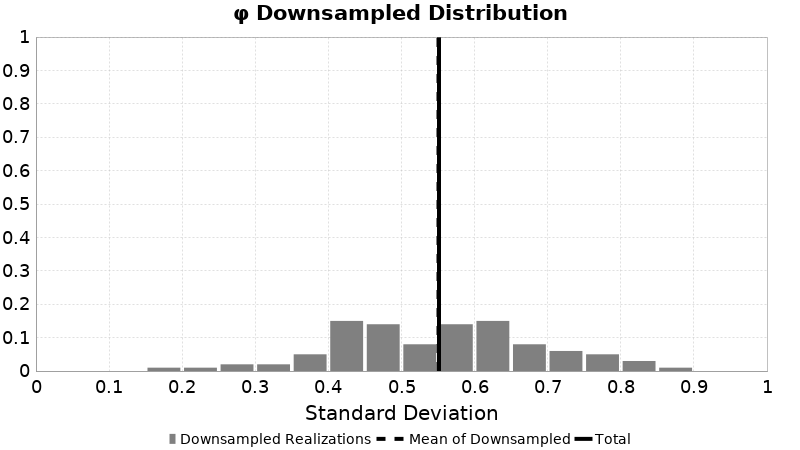 φ Downsampled Distribution
1
0.9
0.8
0.7
0.6
0.5
0.4
0.3
0.2
0.1
0
0 0.1 0.2 0.3 0.4 0.5 0.6 0.7 0.8 0.9 1
Standard Deviation
Downsampled Realizations Mean of Downsampled Total